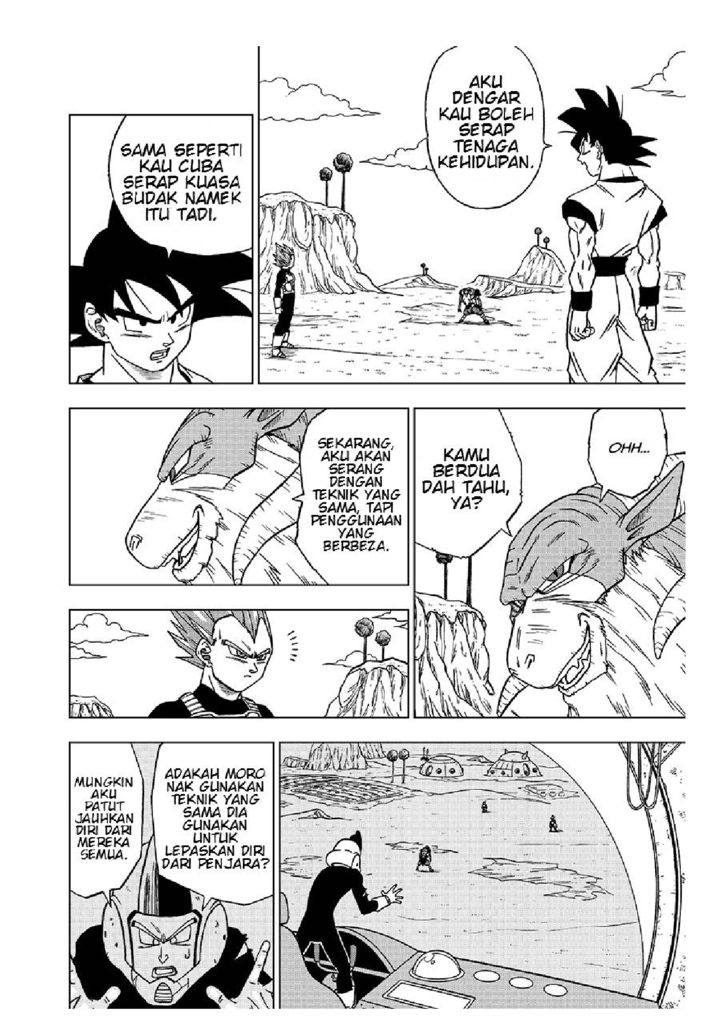 AKU
DENGAR
KAU BOLEH
SERAP
TENAGA
KEHIDUPAN.
SAMA SEPERTI
KAU CUBA
SERAP KUASA
BUDAK NAMEK
ITU TADI.
OHH...
KAMU
BERDUA
DAH TAHU,
YA?
SEKARANG,
AKU AKAN
SERANG
DENGAN
TEKNIK YANG
SAMA, TAPI
PENGGUNAAN
YANG
BERBEZA.
ADAKAH MORO
NAK GUNAKAN
TEKNIK YANG
SAMA DIA
GUNAKAN
UNTUK
LEPASKAN DIRI
DARI PENJARA?
MUNGKIN
AKU
PATUT
JAUHKAN
DIRI DARI
MEREKA
SEMUA.